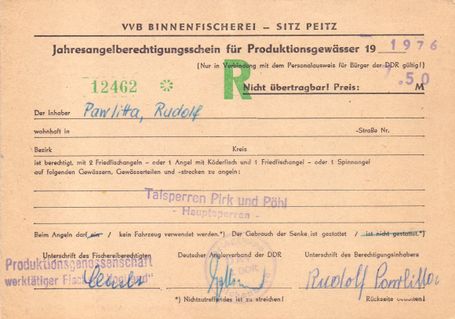 VVB BINNENFISCHEREI – SITZ PEITZ
Jahresangelberechtigungsschein für Produktionsgewässer 19 1976
(Nur in Verbindung mit dem Personalausweis für Bürger der DDR gültig!)
12462 * R Nicht übertragbar! Preis: 7.50 M
Der Inhaber Pawlitta, Rudolf
wohnhaft in -Straße Nr.
Bezirk Kreis
ist berechtigt, mit 2 Friedfischangeln – oder 1 Angel mit Köderfisch und 1 Friedfischangel – oder 1 Spinnangel
auf folgenden Gewässern, Gewässerteilen und -strecken zu angeln:
Talsperren Pirk und Pöhl
- Hauptsperren -
Beim Angeln darf ein / kein Fahrzeug verwendet werden.*) Der Gebrauch der Senke ist gestattet / ist nicht gestattet.*)
Unterschrift des Fischereiberechtigten Deutscher Anglerverband der DDR Unterschrift des Berechtigungsinhabers
Produktionsgenossenschaft
werktätiger
DDR
Rudolf Pawlitta
*) Nichtzutreffendes ist zu streichen! Rückseite beachten!